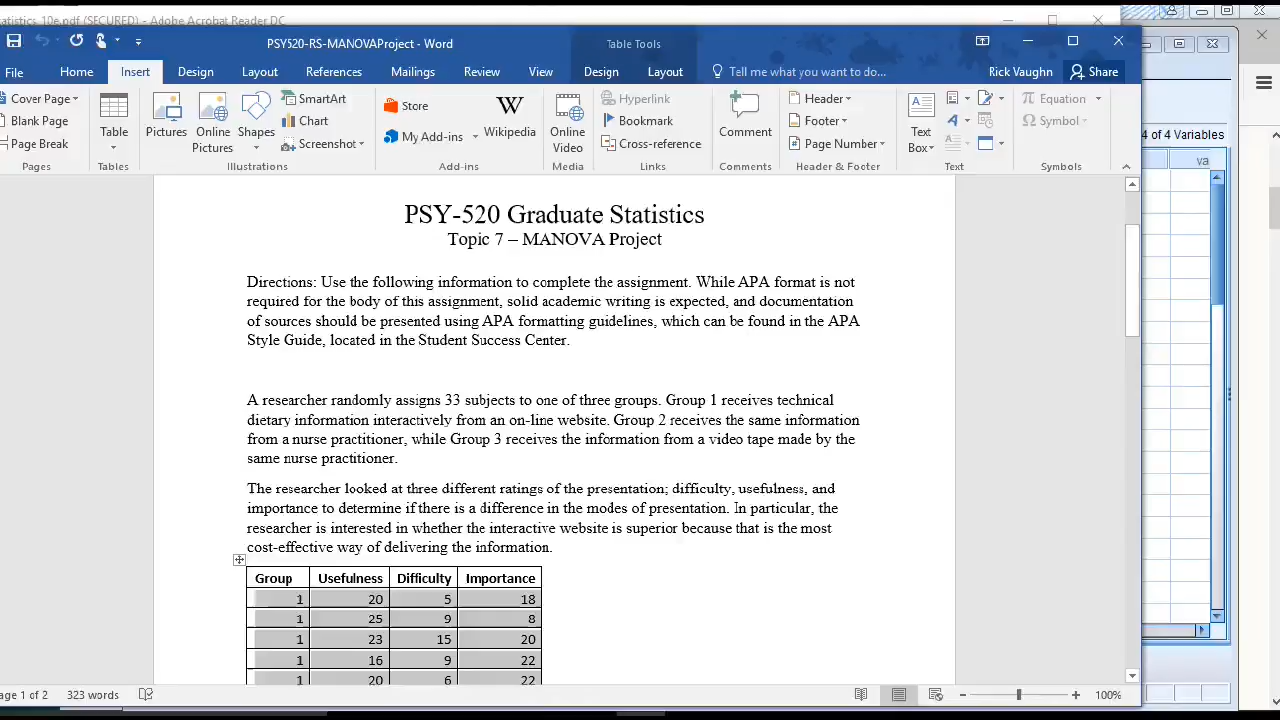 tatistics_10e.pdf (SECURED) - Adobe Acrobat Reader DC
PSY520-RS-MANOVAProject - Word
Table Tools
File Home Insert Design Layout References Mailings Review View Design Layout Tell me what you want to do... Rick Vaughn Share
Cover Page
Blank Page
Page Break
Pages
Table
Tables
Pictures
Online Pictures
Shapes
SmartArt
Chart
Screenshot
Illustrations
Store
My Add-ins
Wikipedia
Add-ins
Online Video
Media
Hyperlink
Bookmark
Cross-reference
Links
Comment
Comments
Header
Footer
Page Number
Header & Footer
Text Box
Text
Equation
Symbol
Symbols
4 of 4 Variables
va
PSY-520 Graduate Statistics
Topic 7 – MANOVA Project
Directions: Use the following information to complete the assignment. While APA format is not
required for the body of this assignment, solid academic writing is expected, and documentation
of sources should be presented using APA formatting guidelines, which can be found in the APA
Style Guide, located in the Student Success Center.
A researcher randomly assigns 33 subjects to one of three groups. Group 1 receives technical
dietary information interactively from an on-line website. Group 2 receives the same information
from a nurse practitioner, while Group 3 receives the information from a video tape made by the
same nurse practitioner.
The researcher looked at three different ratings of the presentation; difficulty, usefulness, and
importance to determine if there is a difference in the modes of presentation. In particular, the
researcher is interested in whether the interactive website is superior because that is the most
cost-effective way of delivering the information.
Group Usefulness Difficulty Importance
1 20 5 18
1 25 9 8
1 23 15 20
1 16 9 22
1 20 6 22
age 1 of 2 323 words
100%